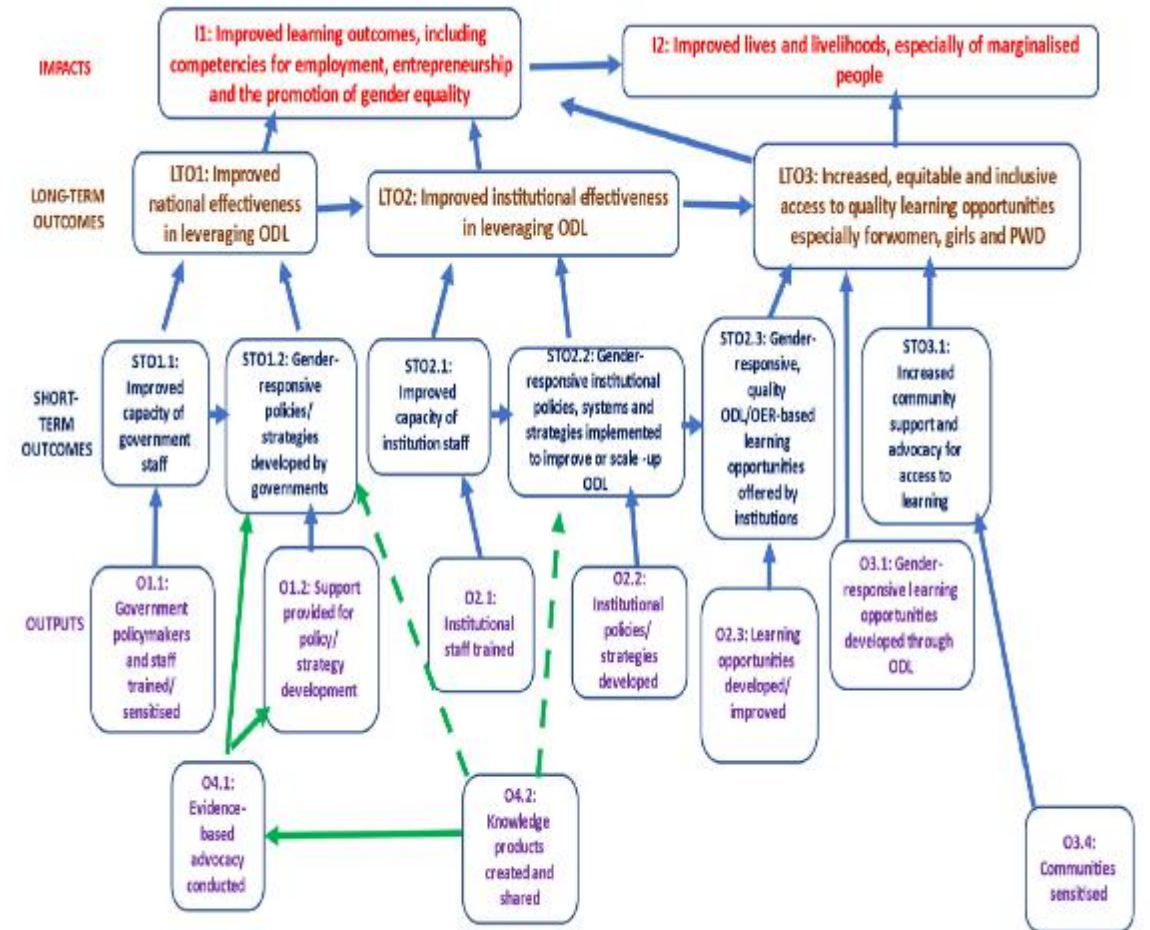 IMPACTS
I1: Improved learning outcomes, including
competencies for employment, entrepreneurship
and the promotion of gender equality
I2: Improved lives and livelihoods, especially of marginalised
people
LONG-TERM
OUTCOMES
LTO1: Improved
national effectiveness
in leveraging ODL
LTO2: Improved institutional effectiveness
in leveraging ODL
LTO3: Increased, equitable and inclusive
access to quality learning opportunities
especially forwomen, girls and PWD
SHORT-
TERM
OUTCOMES
STO1.1:
Improved
capacity of
government
staff
STO1.2: Gender-
responsive
policies/
strategies
developed by
governments
STO2.1:
Improved
capacity of
institution staff
STO2.2: Gender-
responsive institutional
policies, systems and
strategies implemented
to improve or scale -up
ODL
STO2.3: Gender-
responsive,
quality
ODL/OER-based
learning
opportunities
offered by
institutions
STO3.1:
Increased
community
support and
advocacy for
access to
learning
OUTPUTS
O1.1:
Government
policymakers
and staff
trained/
sensitised
O1.2: Support
provided for
policy/
strategy
development
O2.1:
Institutional
staff trained
O2.2:
Institutional
policies/
strategies
developed
O2.3: Learning
opportunities
developed/
improved
O3.1: Gender-
responsive learning
opportunities
developed through
ODL
O4.1:
Evidence-
based
advocacy
conducted
O4.2:
Knowledge
products
created and
shared
O3.4:
Communities
sensitised